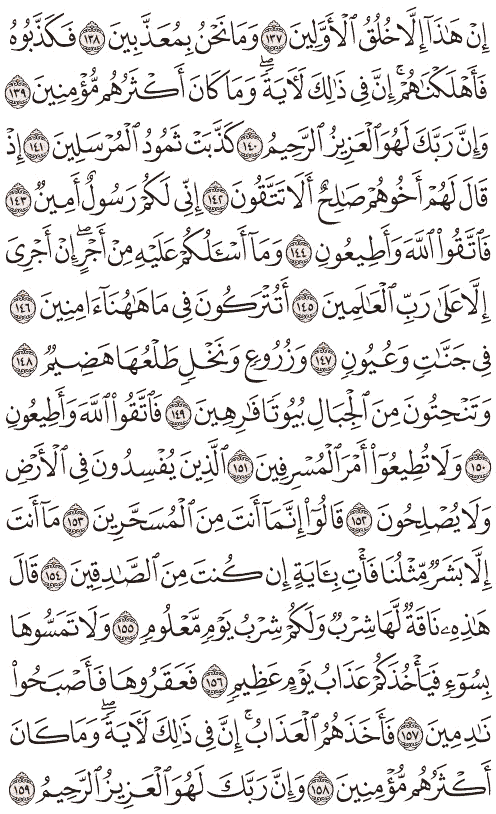 إِنْ هَٰذَآ إِلَّا خُلُقُ ٱلْأَوَّلِينَ ١٣٧ وَمَا نَحْنُ بِمُعَذَّبِينَ ١٣٨ فَكَذَّبُوهُ
فَأَهْلَكْنَٰهُمْ ۚ إِنَّ فِى ذَٰلِكَ لَءَايَةً ۖ وَمَا كَانَ أَكْثَرُهُم مُّؤْمِنِينَ ١٣٩
وَإِنَّ رَبَّكَ لَهُوَ ٱلْعَزِيزُ ٱلرَّحِيمُ ١٤٠ كَذَّبَتْ ثَمُودُ ٱلْمُرْسَلِينَ ١٤١ إِذْ
قَالَ لَهُمْ أَخُوهُمْ صَٰلِحٌ أَلَا تَتَّقُونَ ١٤٢ إِنِّى لَكُمْ رَسُولٌ أَمِينٌ ١٤٣
فَٱتَّقُوا۟ ٱللَّهَ وَأَطِيعُونِ ١٤٤ وَمَآ أَسْـَٔلُكُمْ عَلَيْهِ مِنْ أَجْرٍ ۖ إِنْ أَجْرِىَ
إِلَّا عَلَىٰ رَبِّ ٱلْعَٰلَمِينَ ١٤٥ أَتُتْرَكُونَ فِى مَا هَٰهُنَآ ءَامِنِينَ ١٤٦
فِى جَنَّٰتٍ وَعُيُونٍ ١٤٧ وَزُرُوعٍ وَنَخْلٍ طَلْعُهَا هَضِيمٌ ١٤٨
وَتَنْحِتُونَ مِنَ ٱلْجِبَالِ بُيُوتًا فَٰرِهِينَ ١٤٩ فَٱتَّقُوا۟ ٱللَّهَ وَأَطِيعُونِ
١٥٠ وَلَا تُطِيعُوٓا۟ أَمْرَ ٱلْمُسْرِفِينَ ١٥١ ٱلَّذِينَ يُفْسِدُونَ فِى ٱلْأَرْضِ
وَلَا يُصْلِحُونَ ١٥٢ قَالُوٓا۟ إِنَّمَآ أَنتَ مِنَ ٱلْمُسَحَّرِينَ ١٥٣ مَآ أَنتَ
إِلَّا بَشَرٌ مِّثْلُنَا فَأْتِ بِـَٔايَةٍ إِن كُنتَ مِنَ ٱلصَّٰدِقِينَ ١٥٤ قَالَ
هَٰذِهِۦ نَاقَةٌ لَّهَا شِرْبٌ وَلَكُمْ شِرْبُ يَوْمٍ مَّعْلُومٍ ١٥٥ وَلَا تَمَسُّوهَا
بِسُوٓءٍ فَيَأْخُذَكُمْ عَذَابُ يَوْمٍ عَظِيمٍ ١٥٦ فَعَقَرُوهَا فَأَصْبَحُوا۟
نَٰدِمِينَ ١٥٧ فَأَخَذَهُمُ ٱلْعَذَابُ ۗ إِنَّ فِى ذَٰلِكَ لَءَايَةً ۖ وَمَا كَانَ
أَكْثَرُهُم مُّؤْمِنِينَ ١٥٨ وَإِنَّ رَبَّكَ لَهُوَ ٱلْعَزِيزُ ٱلرَّحِيمُ ١٥٩